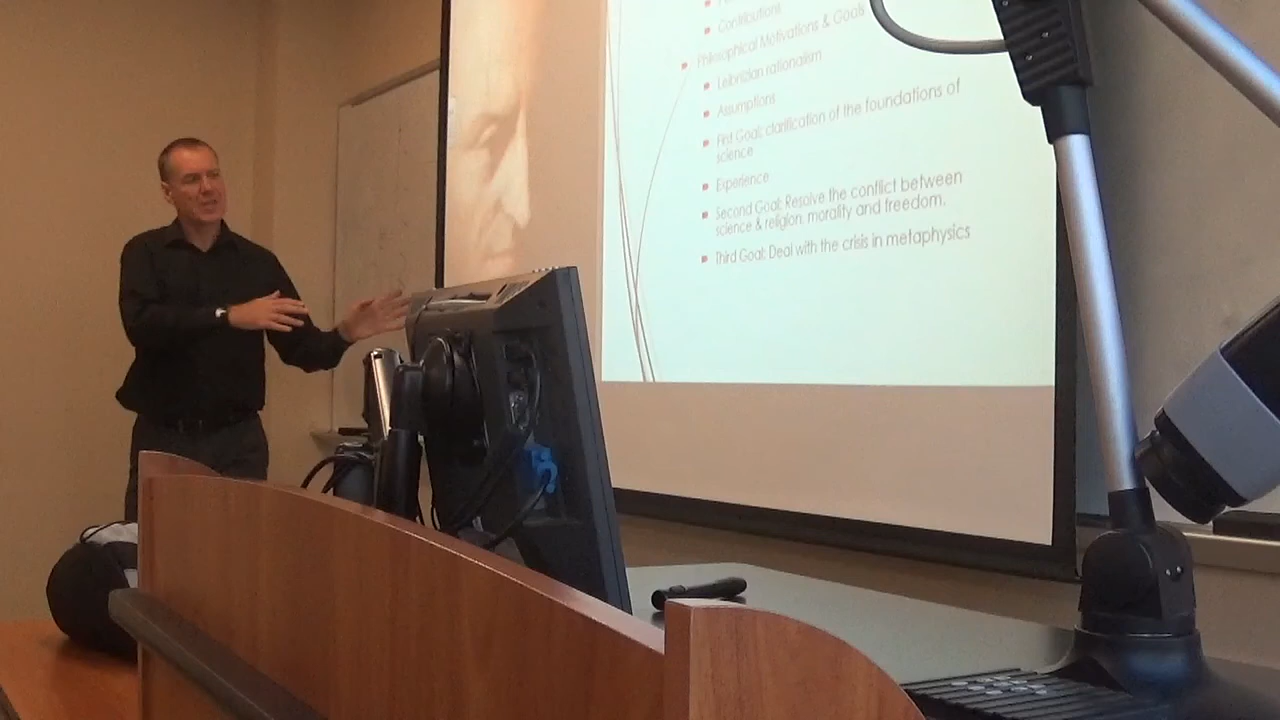 Contributions
Philosophical Motivations & Goals
Leibnizian rationalism
Assumptions
First Goal: clarification of the foundations of
science
Experience
Second Goal: Resolve the conflict between
science & religion, morality and freedom.
Third Goal: Deal with the crisis in metaphysics